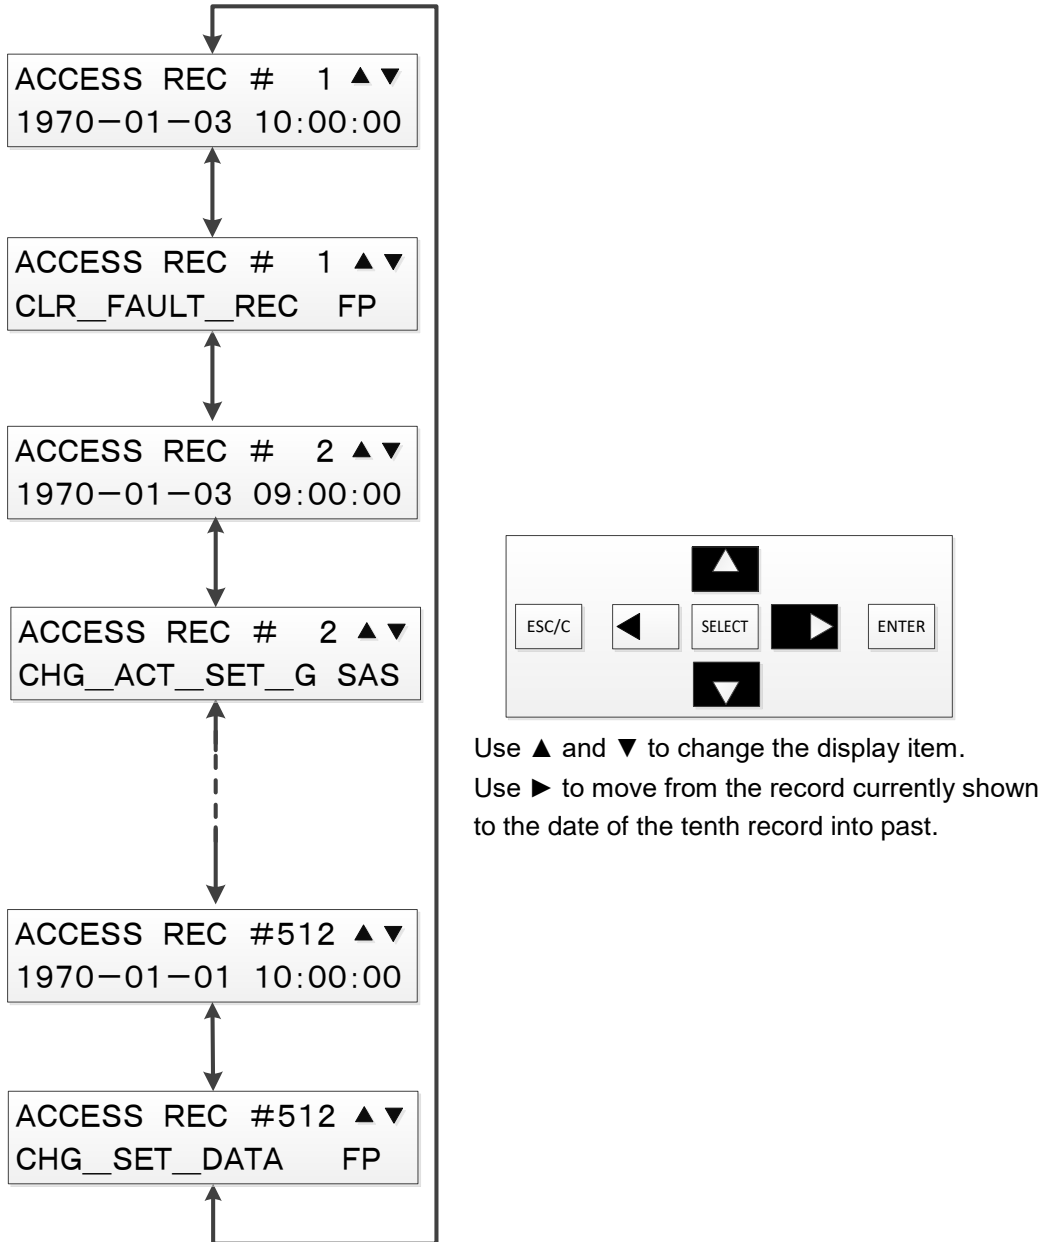 ACCESS REC # 1 ▲ ▼
1970-01-03 10:00:00
ACCESS REC # 1 ▲ ▼
CLR__FAULT__REC FP
ACCESS REC # 2 ▲ ▼
1970-01-03 09:00:00
ACCESS REC # 2 ▲ ▼
CHG__ACT__SET__G SAS
ACCESS REC #512 ▲ ▼
1970-01-01 10:00:00
ACCESS REC #512 ▲ ▼
CHG__SET__DATA FP
ESC/C ◀ SELECT ▶ ENTER
Use ▲ and ▼ to change the display item.
Use ► to move from the record currently shown
to the date of the tenth record into past.